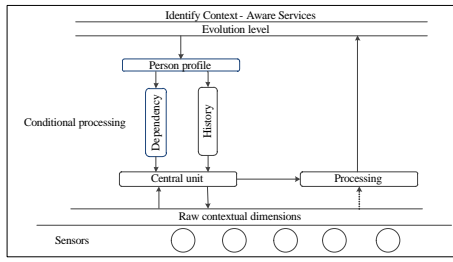 Identify Context - Aware Services
Evolution level
Person profile
Conditional processing
Dependency
History
Central unit
Processing
Raw contextual dimensions
Sensors